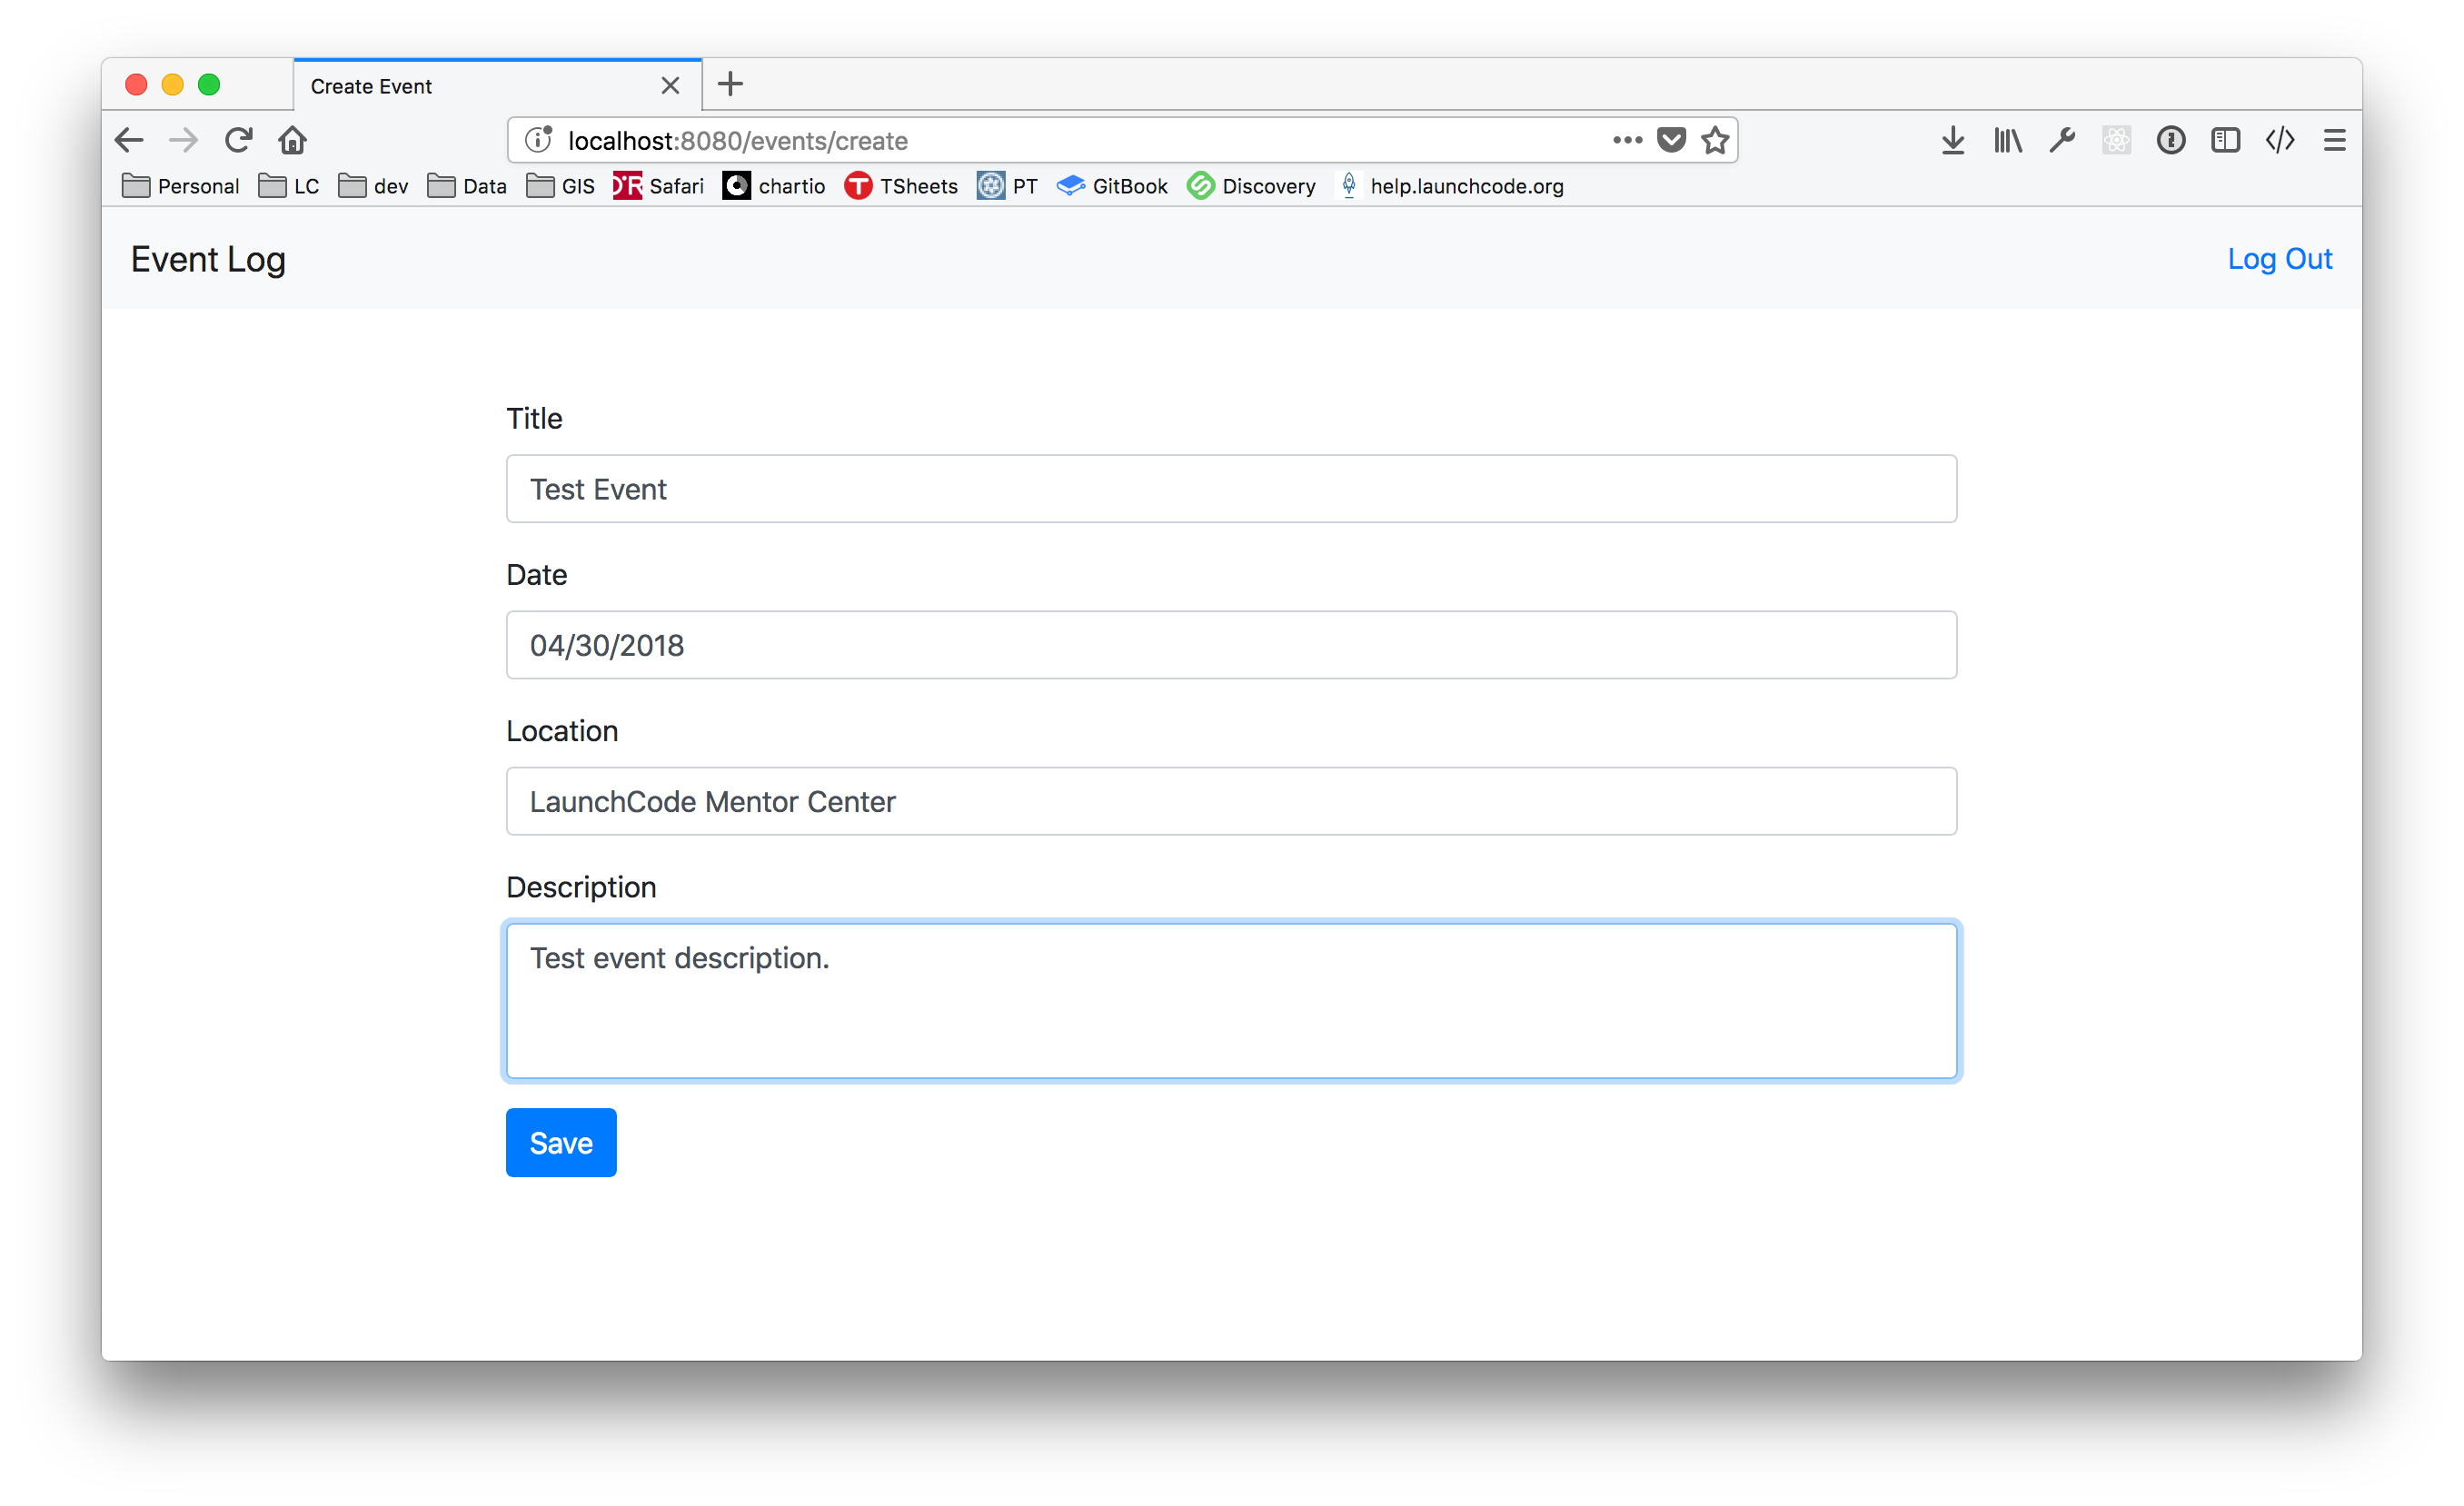 Create Event
localhost:8080/events/create
Personal LC dev Data GIS Safari chartio TSheets PT GitBook Discovery help.launchcode.org
Event Log Log Out
Title
Test Event
Date
04/30/2018
Location
LaunchCode Mentor Center
Description
Test event description.
Save